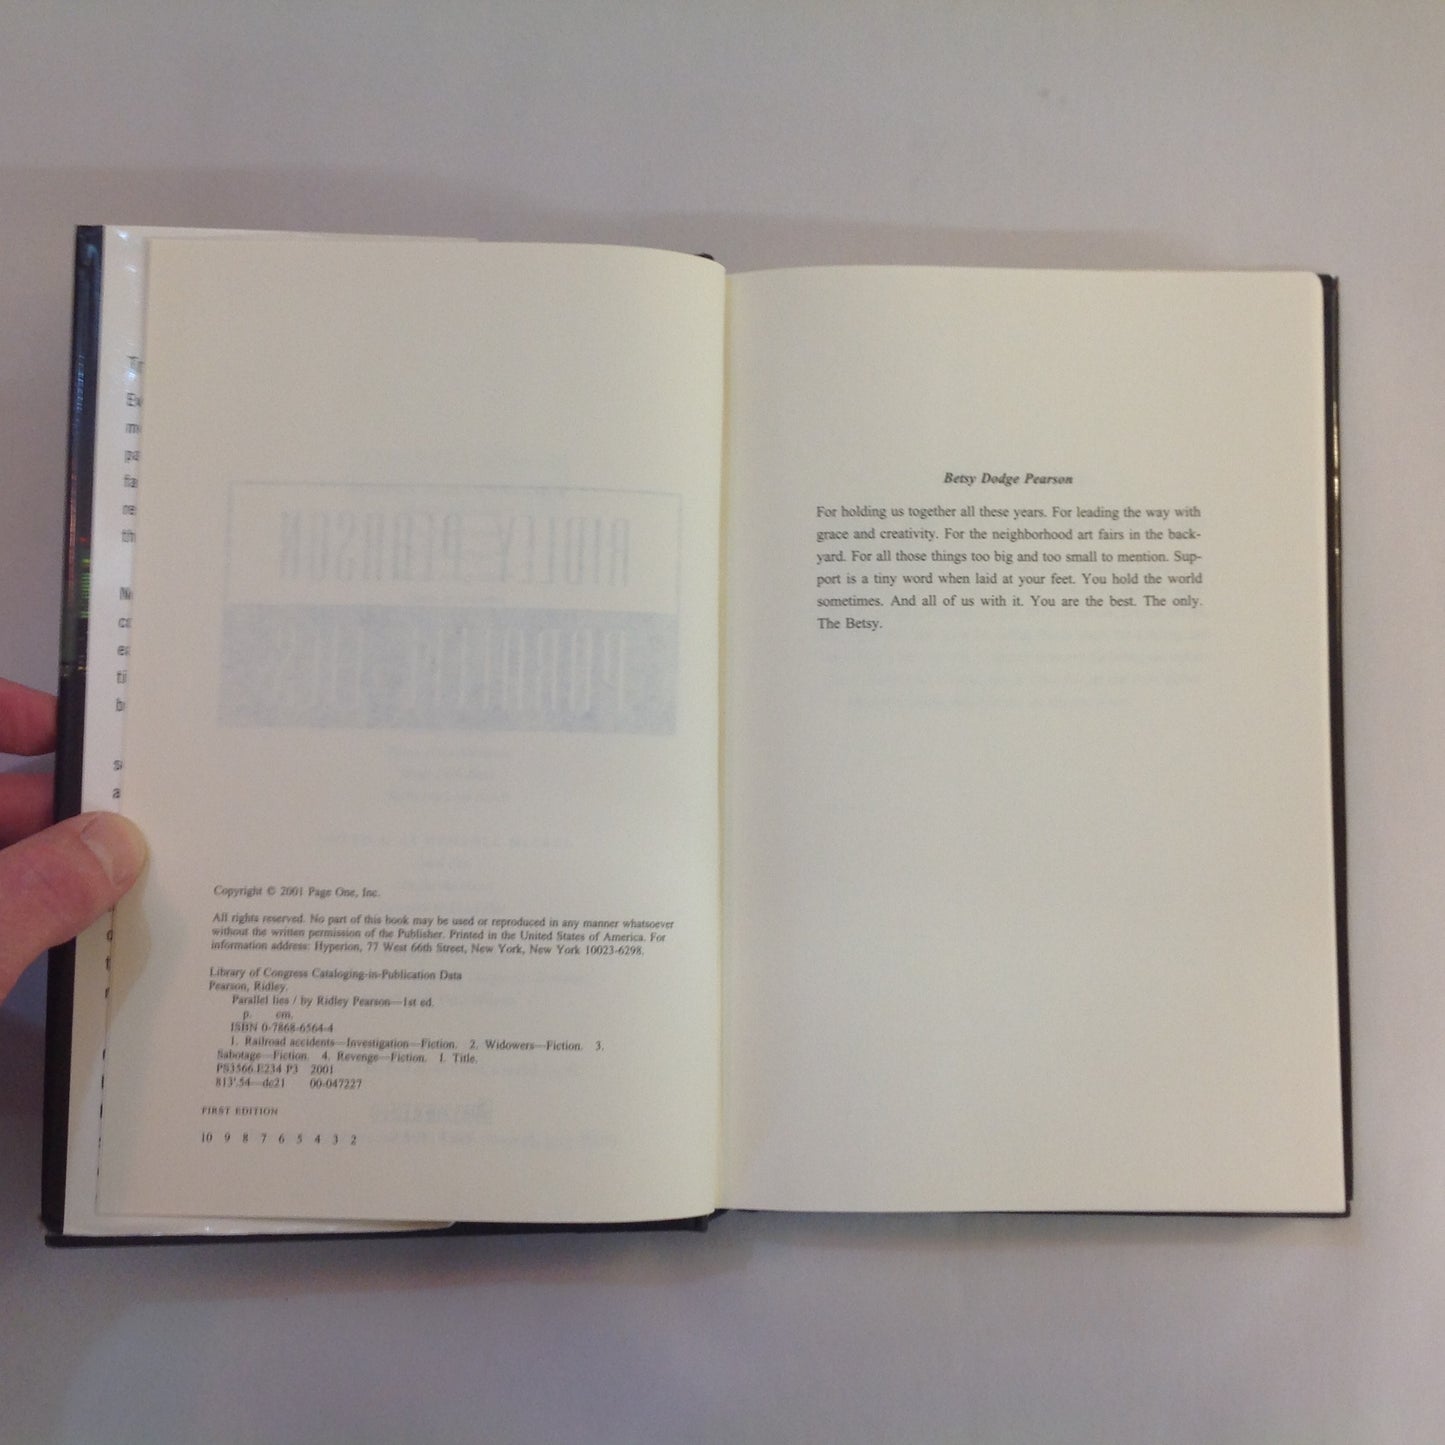 Copyright © 2001 Page One, Inc.
All rights reserved. No part of this book may be used or reproduced in any manner whatsoever
without the written permission of the Publisher. Printed in the United States of America. For
information address: Hyperion, 77 West 66th Street, New York, New York 10023-6298.
Library of Congress Cataloging-in-Publication Data
Pearson, Ridley.
Parallel lies / by Ridley Pearson—1st ed.
p. cm.
ISBN 0-7868-6564-4
1. Railroad accidents—Investigation—Fiction. 2. Widowers—Fiction. 3.
Sabotage—Fiction. 4. Revenge—Fiction. I. Title.
PS3566.E234 P3 2001
813'.54—dc21 00-047227
FIRST EDITION
10 9 8 7 6 5 4 3 2
Betsy Dodge Pearson
For holding us together all these years. For leading the way with
grace and creativity. For the neighborhood art fairs in the back-
yard. For all those things too big and too small to mention. Sup-
port is a tiny word when laid at your feet. You hold the world
sometimes. And all of us with it. You are the best. The only.
The Betsy.